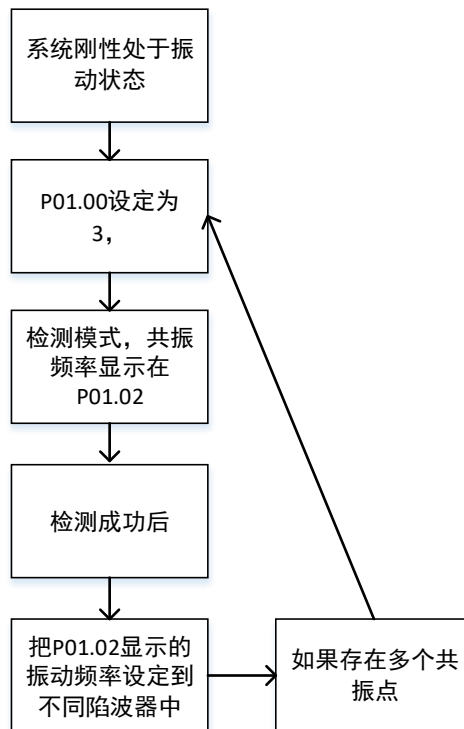 系统刚性处于振
动状态
P01.00设定为
3，
检测模式，共振
频率显示在
P01.02
检测成功后
把P01.02显示的
振动频率设定到
不同陷波器中
如果存在多个共
振点